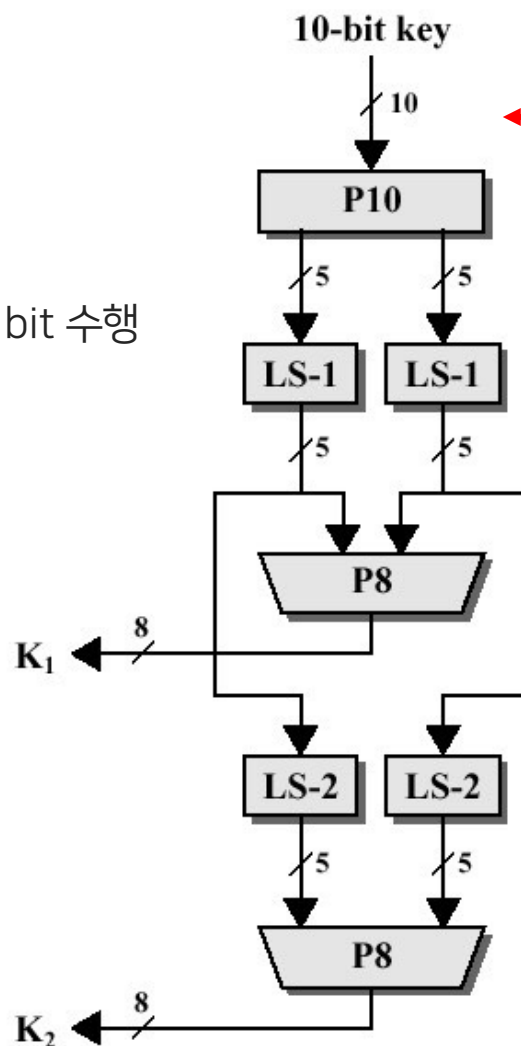 10-bit key
10
P10
5 5
bit 수행
LS-1 LS-1
5 5
P8
8
K₁
LS-2 LS-2
5 5
P8
8
K₂